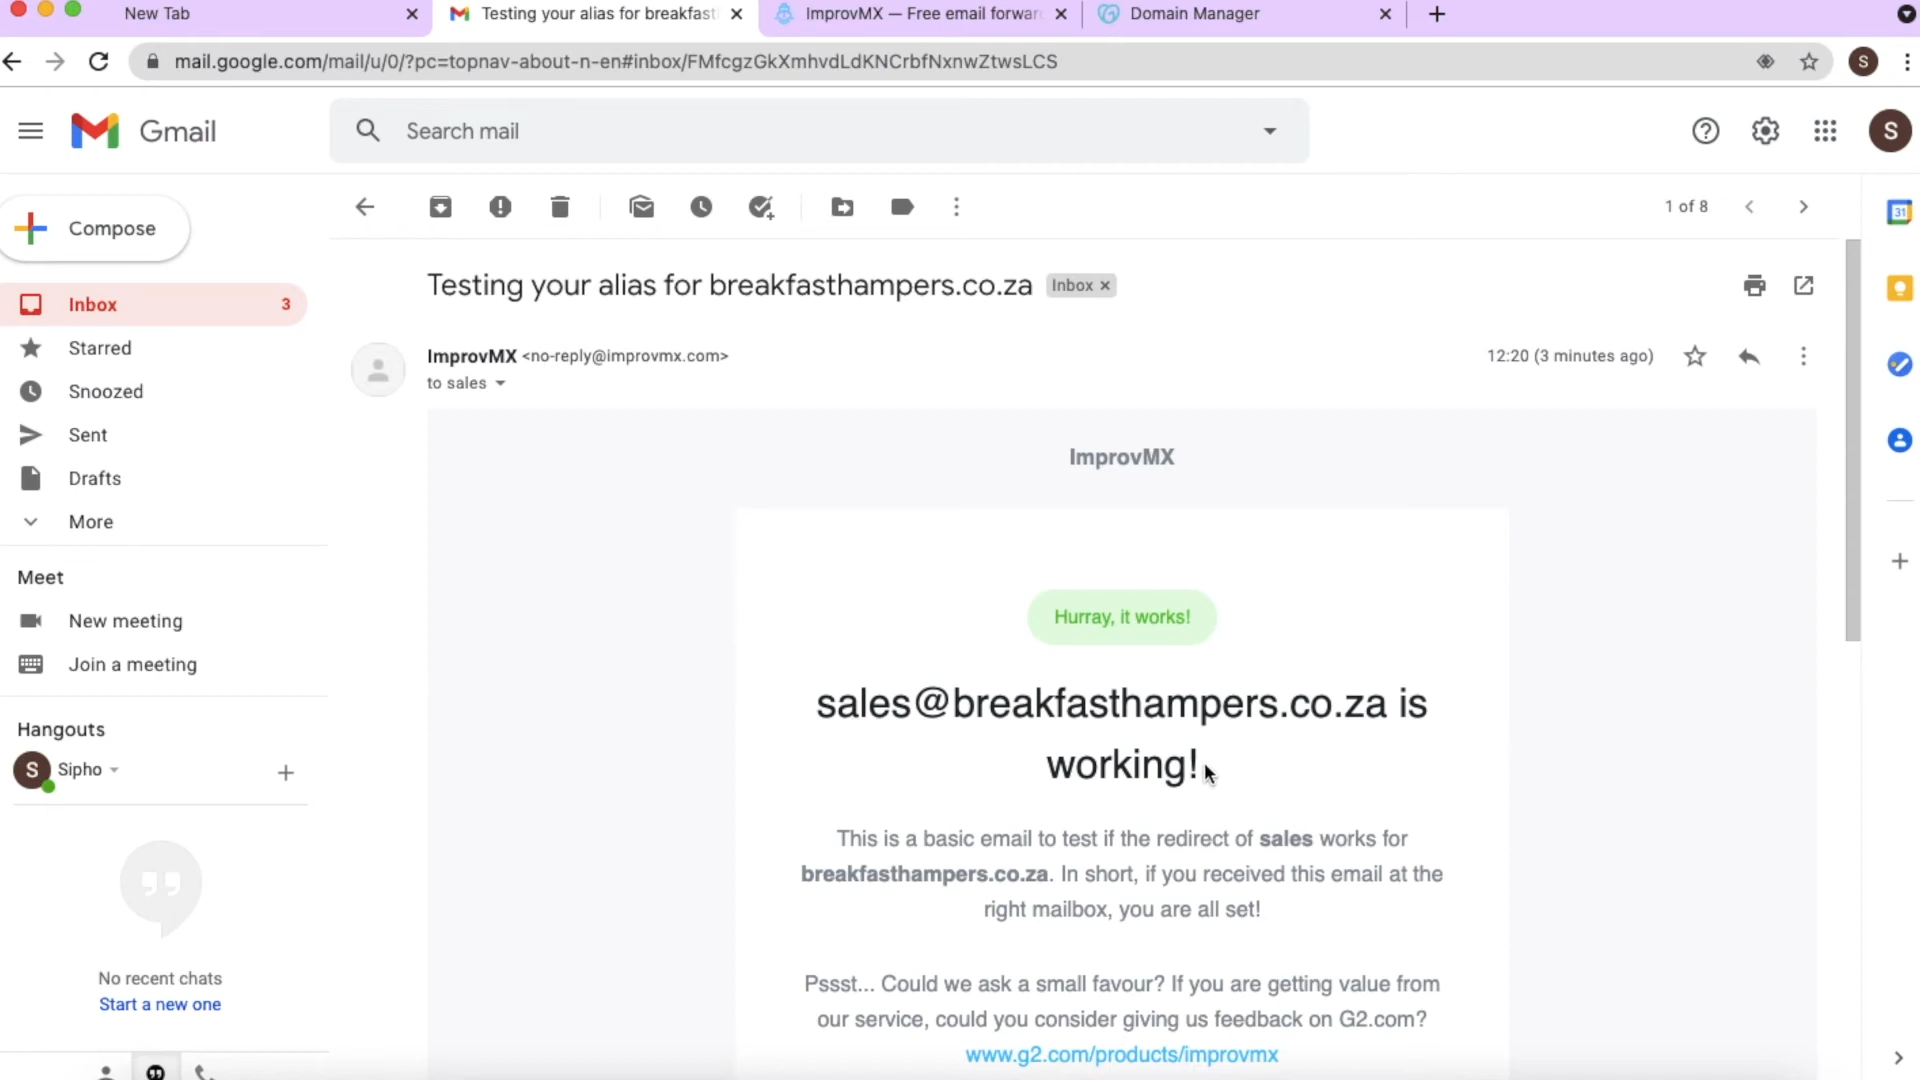 New Tab
Testing your alias for breakfast
ImprovMX — Free email forwar
Domain Manager
mail.google.com/mail/u/0/?pc=topnav-about-n-en#inbox/FMfcgzGkXmhvdLdKNCrbfNxnwZtwsLCS
S
Gmail
Search mail
S
Compose
1 of 8
31
Testing your alias for breakfasthampers.co.za
Inbox ×
Inbox 3
Starred
Snoozed
Sent
Drafts
More
ImprovMX <no-reply@improvmx.com>
12:20 (3 minutes ago)
to sales
ImprovMX
Hurray, it works!
sales@breakfasthampers.co.za is
working!
This is a basic email to test if the redirect of sales works for
breakfasthampers.co.za. In short, if you received this email at the
right mailbox, you are all set!
Pssst... Could we ask a small favour? If you are getting value from
our service, could you consider giving us feedback on G2.com?
www.g2.com/products/improvmx
Meet
New meeting
Join a meeting
Hangouts
S
Sipho
No recent chats
Start a new one